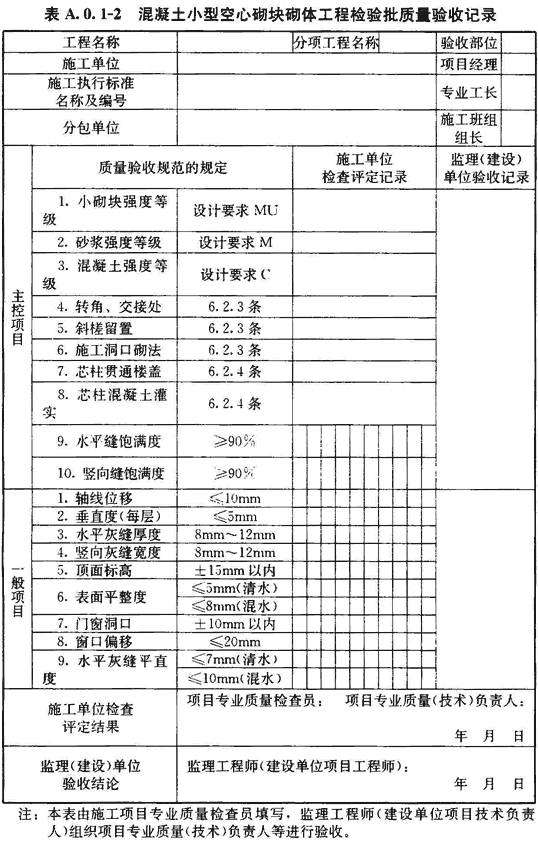 表 A.0.1-2 混凝土小型空心砌块砌体工程检验批质量验收记录
工程名称 分项工程名称 验收部位
施工单位 项目经理
施工执行标准
名称及编号 专业工长
分包单位 施工班组
组长
质量验收规范的规定 施工单位
检查评定记录 监理(建设)
单位验收记录
主控项目
1. 小砌块强度等
级 设计要求 MU
2. 砂浆强度等级 设计要求 M
3. 混凝土强度等
级 设计要求 C
4. 转角、交接处 6.2.3 条
5. 斜槎留置 6.2.3 条
6. 施工洞口砌法 6.2.3 条
7. 芯柱贯通楼盖 6.2.4 条
8. 芯柱混凝土灌
实 6.2.4 条
9. 水平缝饱满度 ≥90%
10. 竖向缝饱满度 ≥90%
一般项目
1. 轴线位移 ≤10mm
2. 垂直度(每层) ≤5mm
3. 水平灰缝厚度 8mm～12mm
4. 竖向灰缝宽度 8mm～12mm
5. 顶面标高 ±15mm 以内
6. 表面平整度 ≤5mm(清水)
≤8mm(混水)
7. 门窗洞口 ±10mm 以内
8. 窗口偏移 ≤20mm
9. 水平灰缝平直
度 ≤7mm(清水)
≤10mm(混水)
施工单位检查
评定结果 项目专业质量检查员： 项目专业质量(技术)负责人：
年 月 日
监理(建设)单位
验收结论 监理工程师(建设单位项目工程师)：
年 月 日
注：本表由施工项目专业质量检查员填写，监理工程师(建设单位项目技术负责
人)组织项目专业质量(技术)负责人等进行验收。